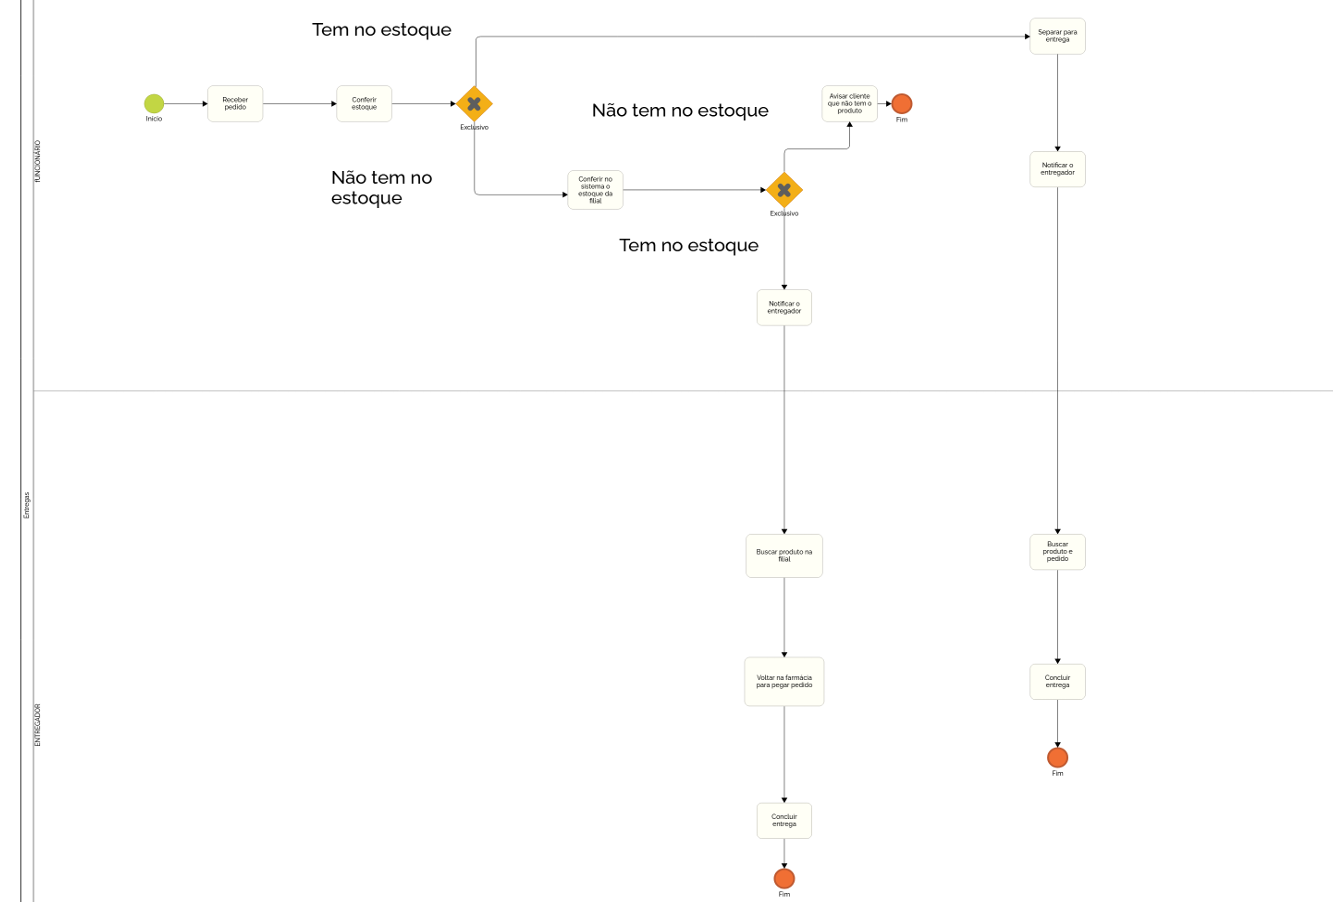 Tem no estoque
Separar para
entrega
Receber
pedido
Conferir
estoque
Não tem no estoque
Avisar cliente
que não tem o
produto
Início
Exclusivo
Fim
fUNCIONÁRIO
Não tem no
estoque
Conferir no
sistema o
estoque da
filial
Exclusivo
Notificar o
entregador
Tem no estoque
Notificar o
entregador
Entregas
ENTREGADOR
Buscar produto na
filial
Buscar
produto e
pedido
Voltar na farmácia
para pegar pedido
Concluir
entrega
Fim
Concluir
entrega
Fim